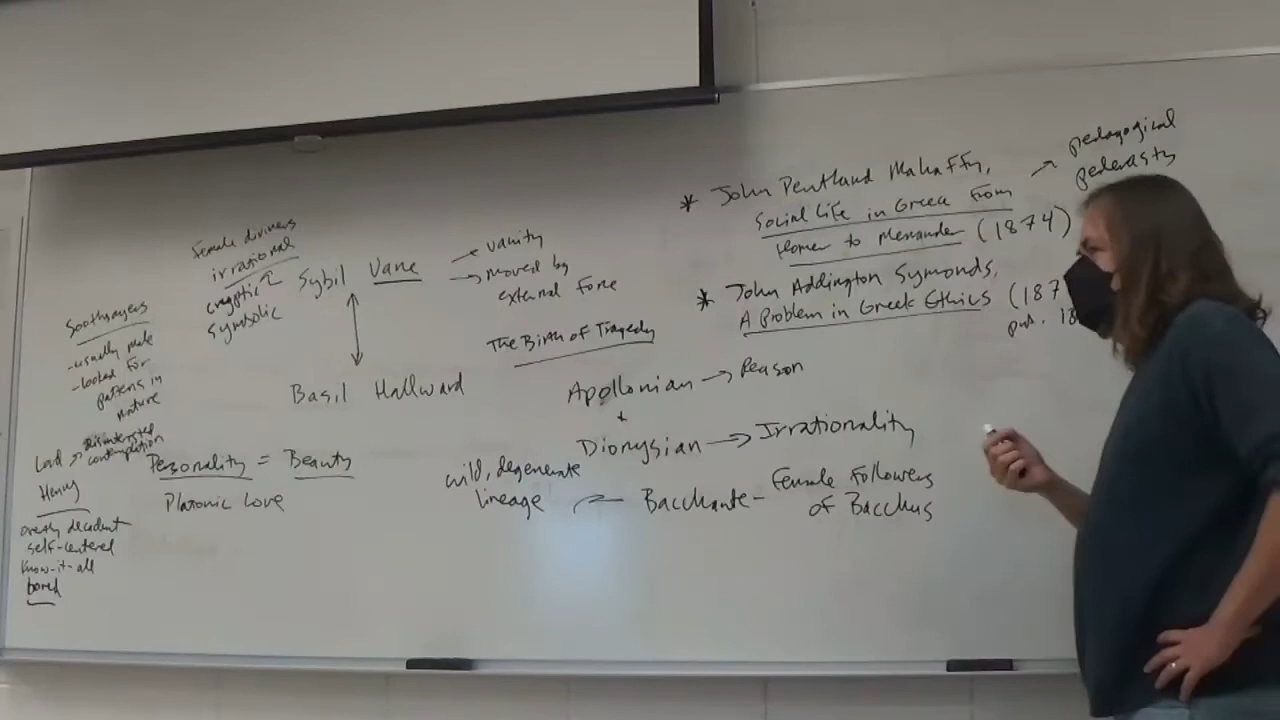 Soothsayers
-usually male
-looked for
patterns in
nature
Lord → Disinterested
contemplation
Henry
overly decadent
self-centered
know-it-all
bored
Female diviners
irrational
cryptic
symbolic
Sybil Vane
→ vanity
→ moved by
external force
Basil Hallward
Personality = Beauty
Platonic Love
The Birth of Tragedy
Apollonian → Reason
+
Dionysian → Irrationality
wild, degenerate
lineage
Bacchante - Female Followers
of Bacchus
* John Pentland Mahaffy,
Social Life in Greece From
Homer to Menander (1874)
→ pedagogical
pederasty
* John Addington Symonds,
A Problem in Greek Ethics (187